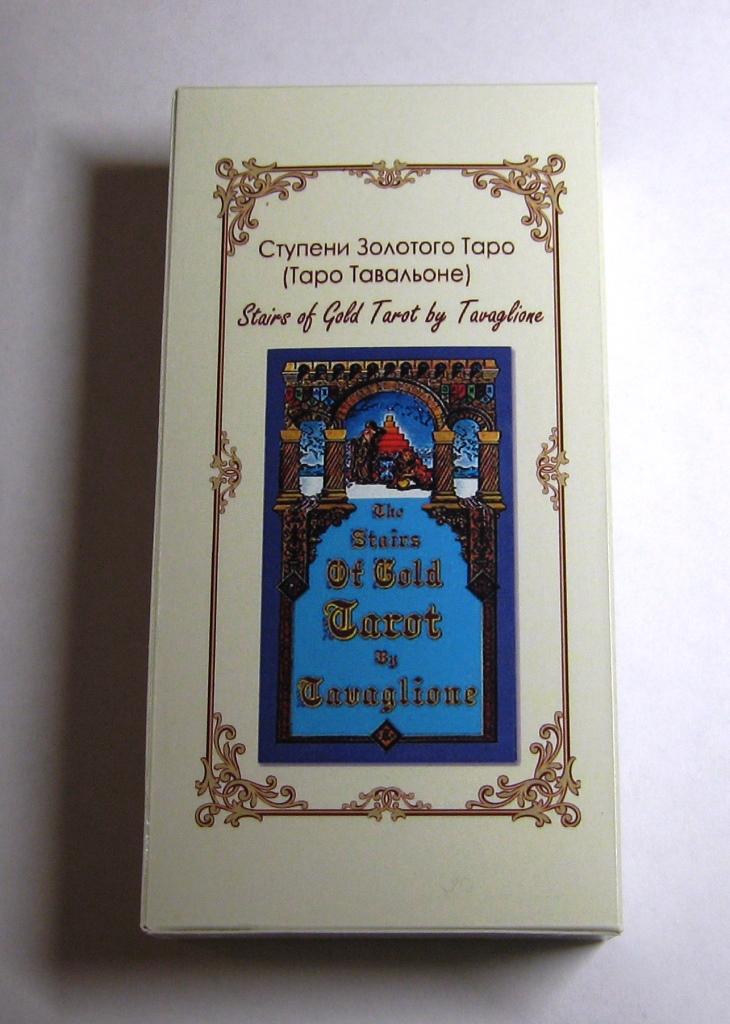 Ступени Золотого Таро
(Таро Тавальоне)
Stairs of Gold Tarot by Tavaglione
The
Stairs
Of Gold
Tarot
By
Tavaglione